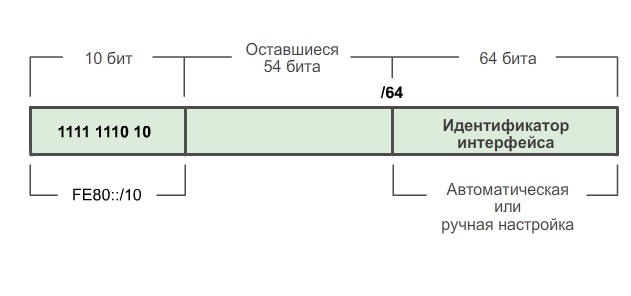 10 бит
Оставшиеся
54 бита
64 бита
/64
1111 1110 10
Идентификатор
интерфейса
FE80::/10
Автоматическая
или
ручная настройка